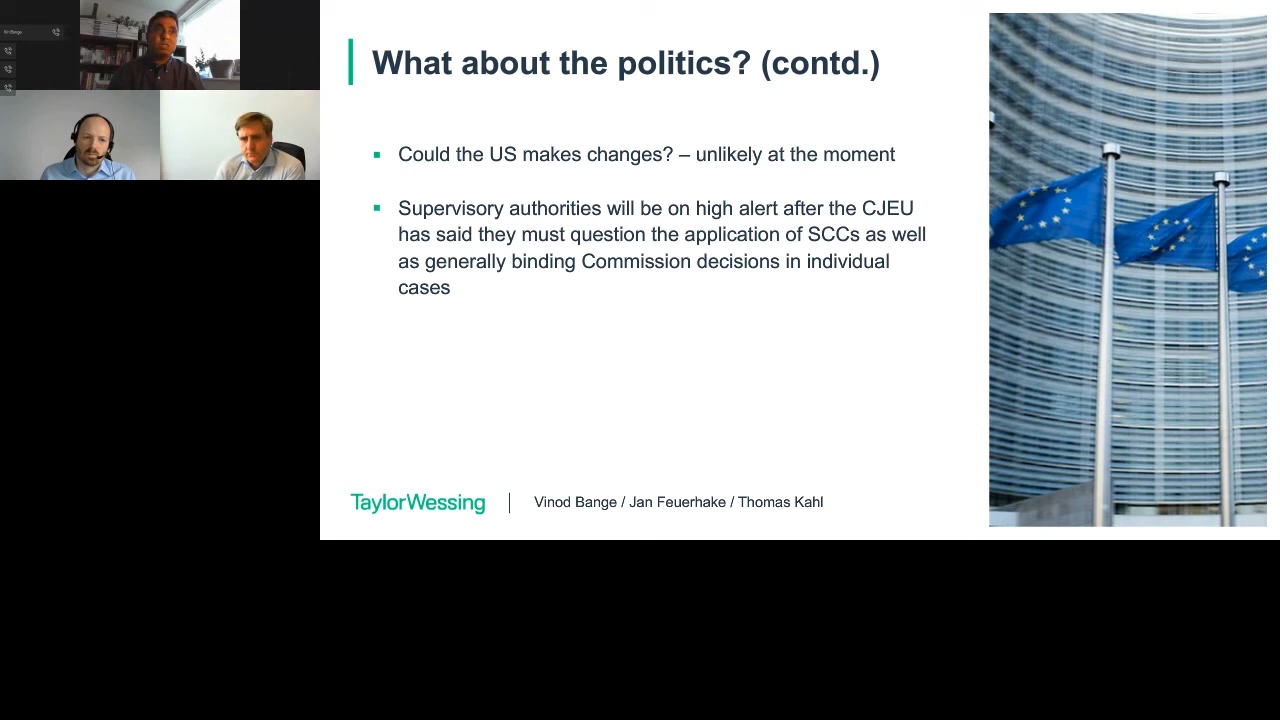 What about the politics? (contd.)
Could the US makes changes? – unlikely at the moment
Supervisory authorities will be on high alert after the CJEU
has said they must question the application of SCCs as well
as generally binding Commission decisions in individual
cases
TaylorWessing
Vinod Bange / Jan Feuerhake / Thomas Kahl